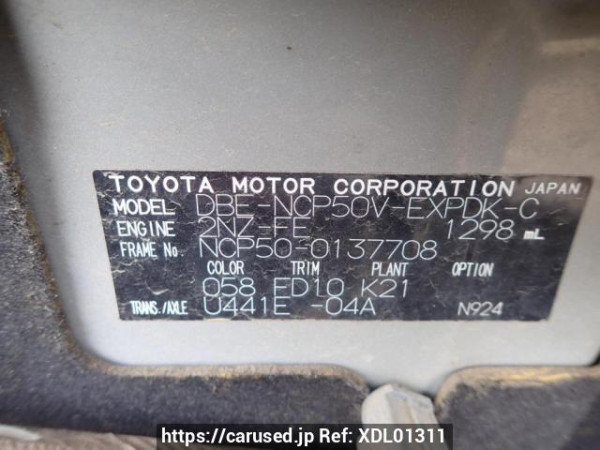 TOYOTA MOTOR CORPORATION JAPAN
MODEL DBE-NCP50V-EXPDK-C
ENGINE 2NZ-FE 1298 mL
FRAME No. NCP50-0137708
COLOR TRIM PLANT OPTION
058 FD10 K21
TRANS./AXLE U441E -04A N924
https://carused.jp Ref: XDL01311